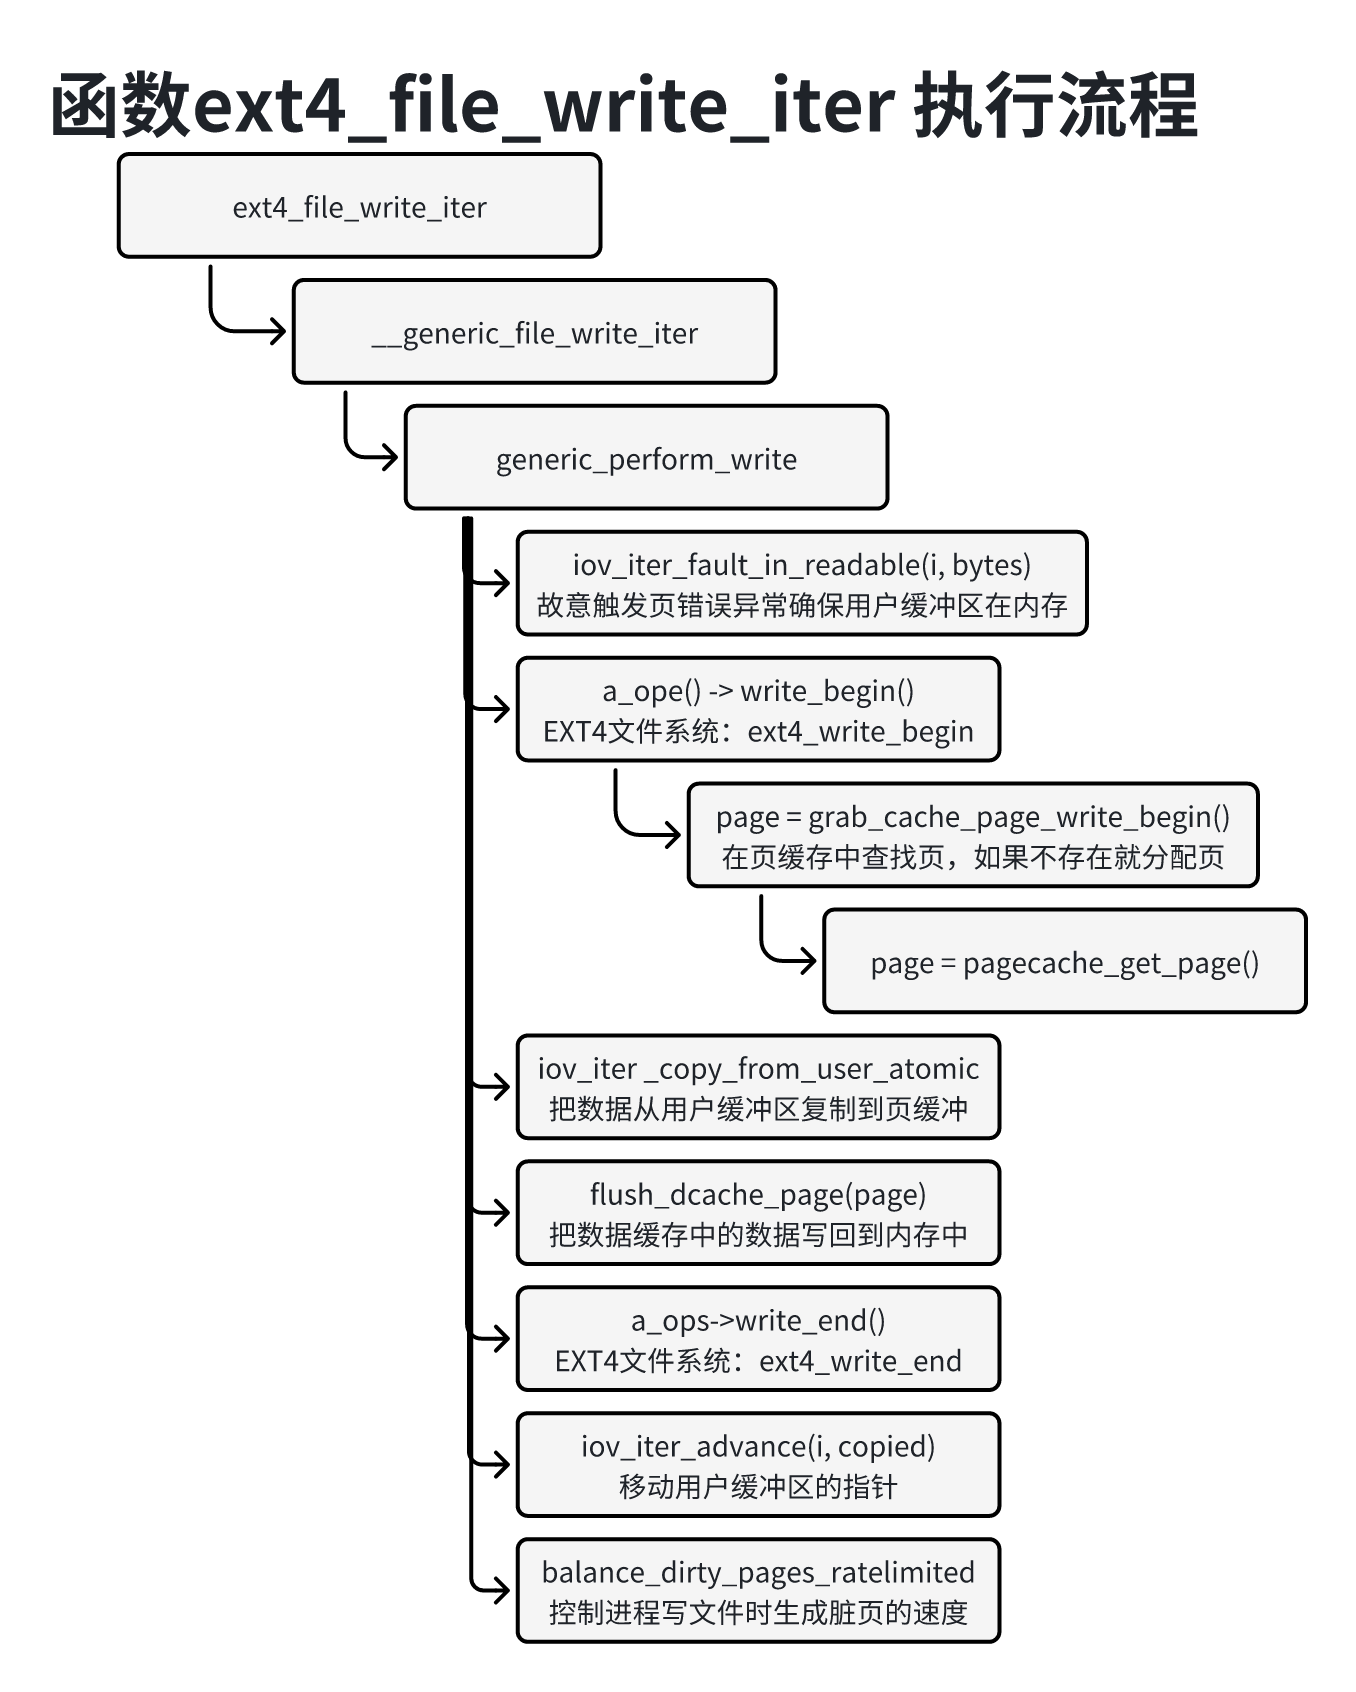 函数ext4_file_write_iter 执行流程
ext4_file_write_iter
__generic_file_write_iter
generic_perform_write
iov_iter_fault_in_readable(i, bytes)
故意触发页错误异常确保用户缓冲区在内存
a_ope() -> write_begin()
EXT4文件系统：ext4_write_begin
page = grab_cache_page_write_begin()
在页缓存中查找页，如果不存在就分配页
page = pagecache_get_page()
iov_iter _copy_from_user_atomic
把数据从用户缓冲区复制到页缓冲
flush_dcache_page(page)
把数据缓存中的数据写回到内存中
a_ops->write_end()
EXT4文件系统：ext4_write_end
iov_iter_advance(i, copied)
移动用户缓冲区的指针
balance_dirty_pages_ratelimited
控制进程写文件时生成脏页的速度